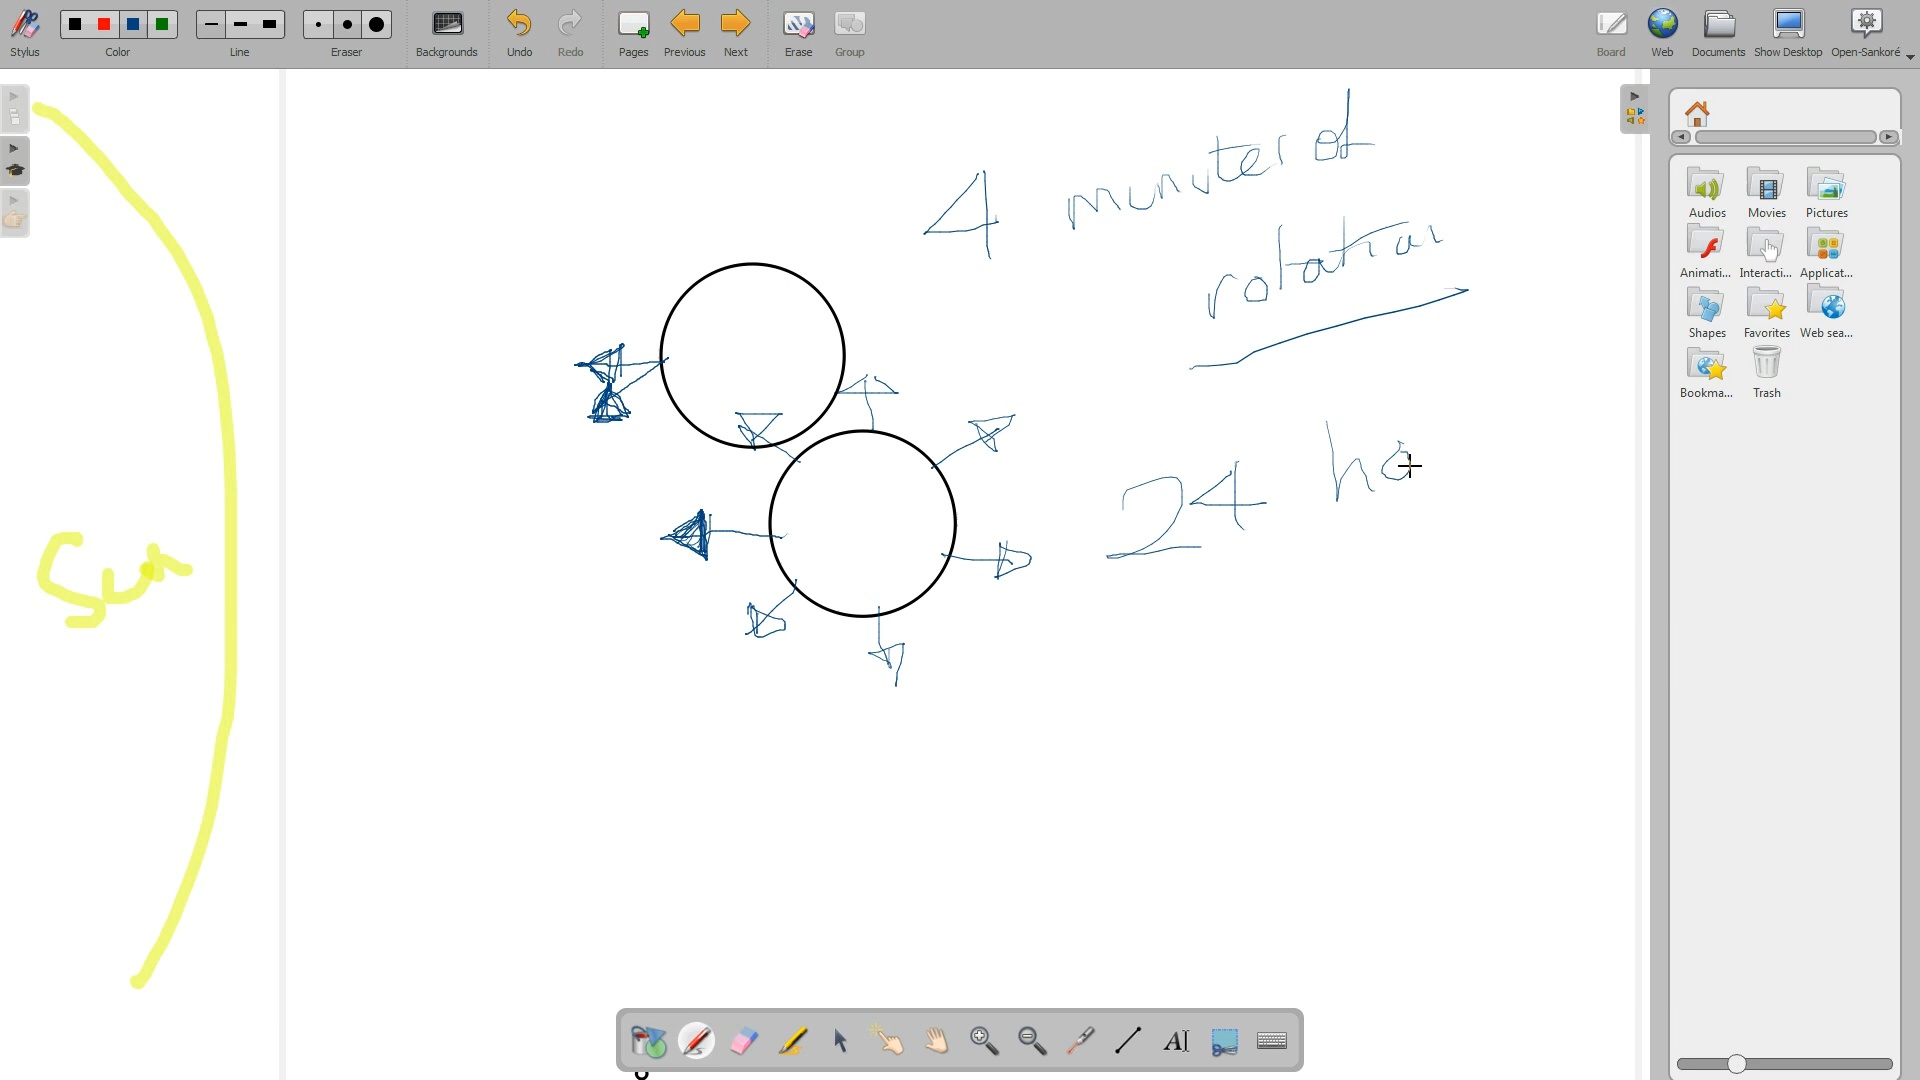 Stylus
Color
Line
Eraser
Backgrounds
Undo
Redo
Pages
Previous
Next
Erase
Group
Board
Web
Documents
Show Desktop
Open-Sankoré
4 minutes of
rotation
24 ho
Sun
Audios
Movies
Pictures
Animati...
Interacti...
Applicat...
Shapes
Favorites
Web sea...
Bookma...
Trash